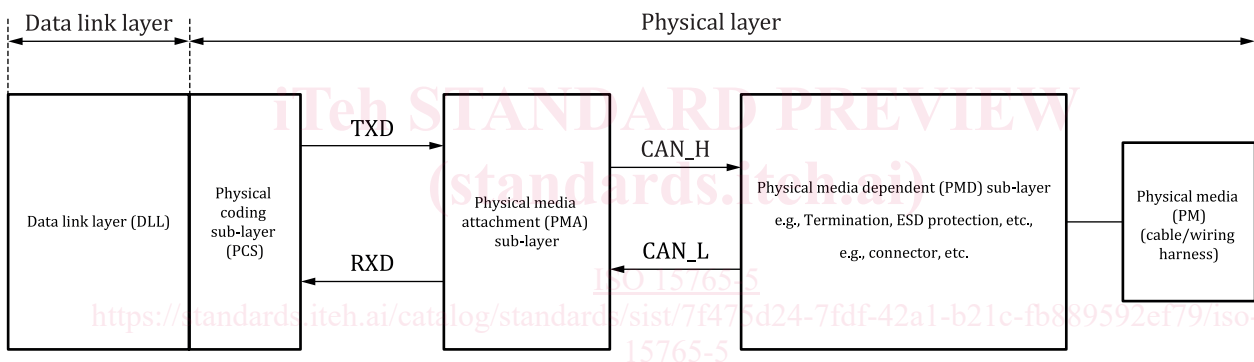 Data link layer
Physical layer
iTeh STANDARD PREVIEW
(standards.iteh.ai)
TXD
CAN_H
Data link layer (DLL)
Physical
coding
sub-layer
(PCS)
Physical media
attachment (PMA)
sub-layer
Physical media dependent (PMD) sub-layer
e.g., Termination, ESD protection, etc.,
e.g., connector, etc.
Physical media
(PM)
(cable/wiring
harness)
RXD
CAN_L
ISO 15765-5
https://standards.iteh.ai/catalog/standards/sist/7f475d24-7fdf-42a1-b21c-fb889592ef79/iso-
15765-5